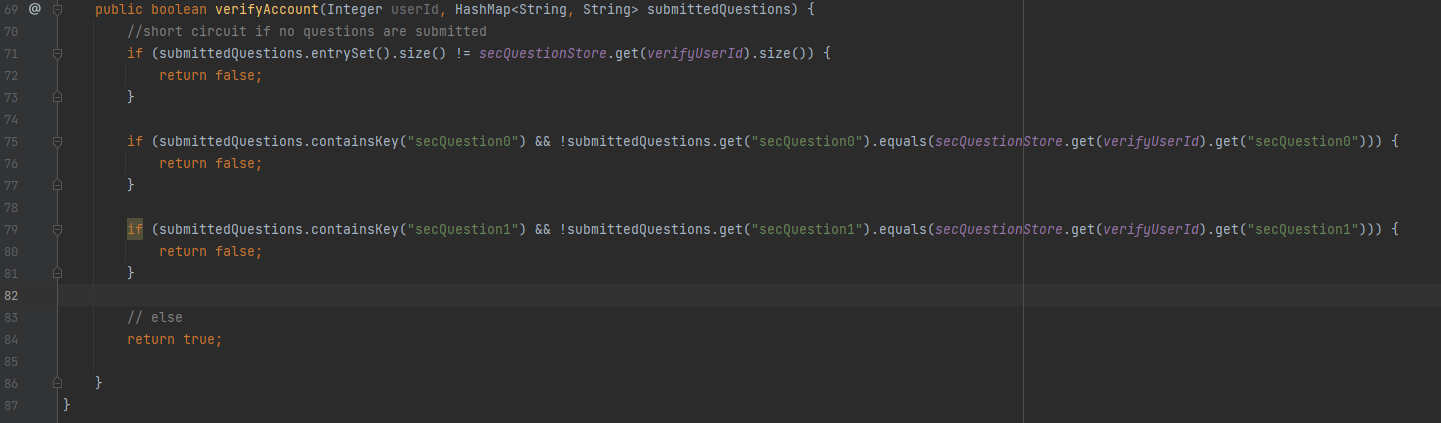 69 @ public boolean verifyAccount(Integer userId, HashMap<String, String> submittedQuestions) {
70 //short circuit if no questions are submitted
71 if (submittedQuestions.entrySet().size() != secQuestionStore.get(verifyUserId).size()) {
72 return false;
73 }
74
75 if (submittedQuestions.containsKey("secQuestion0") && !submittedQuestions.get("secQuestion0").equals(secQuestionStore.get(verifyUserId).get("secQuestion0"))) {
76 return false;
77 }
78
79 if (submittedQuestions.containsKey("secQuestion1") && !submittedQuestions.get("secQuestion1").equals(secQuestionStore.get(verifyUserId).get("secQuestion1"))) {
80 return false;
81 }
82
83 // else
84 return true;
85
86 }
87 }